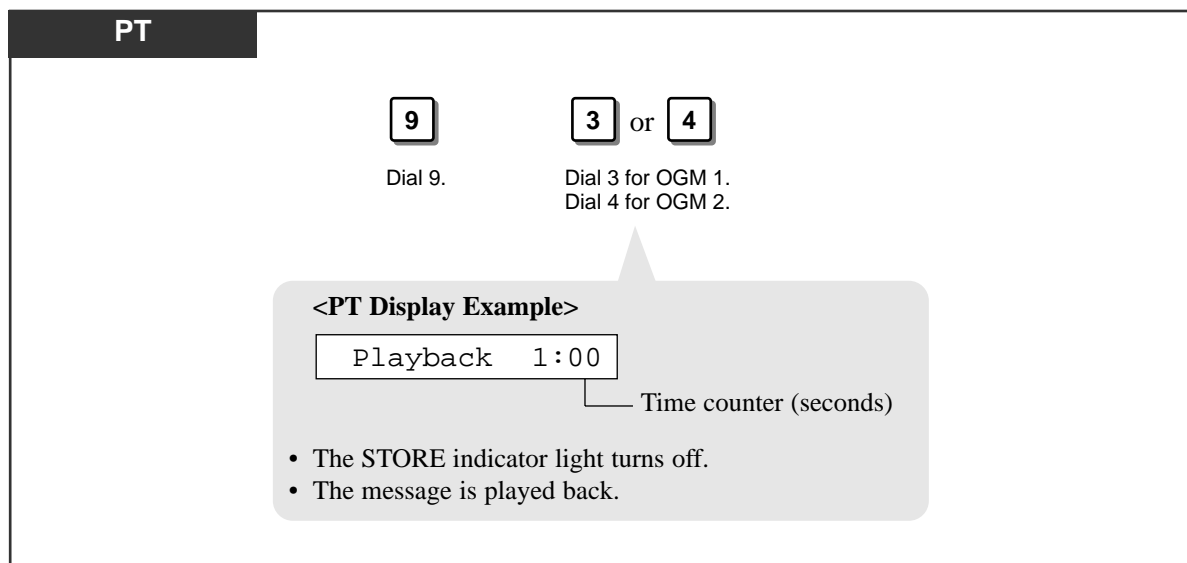 PT
9 3 or 4
Dial 9. Dial 3 for OGM 1.
Dial 4 for OGM 2.
<PT Display Example>
Playback 1:00
Time counter (seconds)
• The STORE indicator light turns off.
• The message is played back.